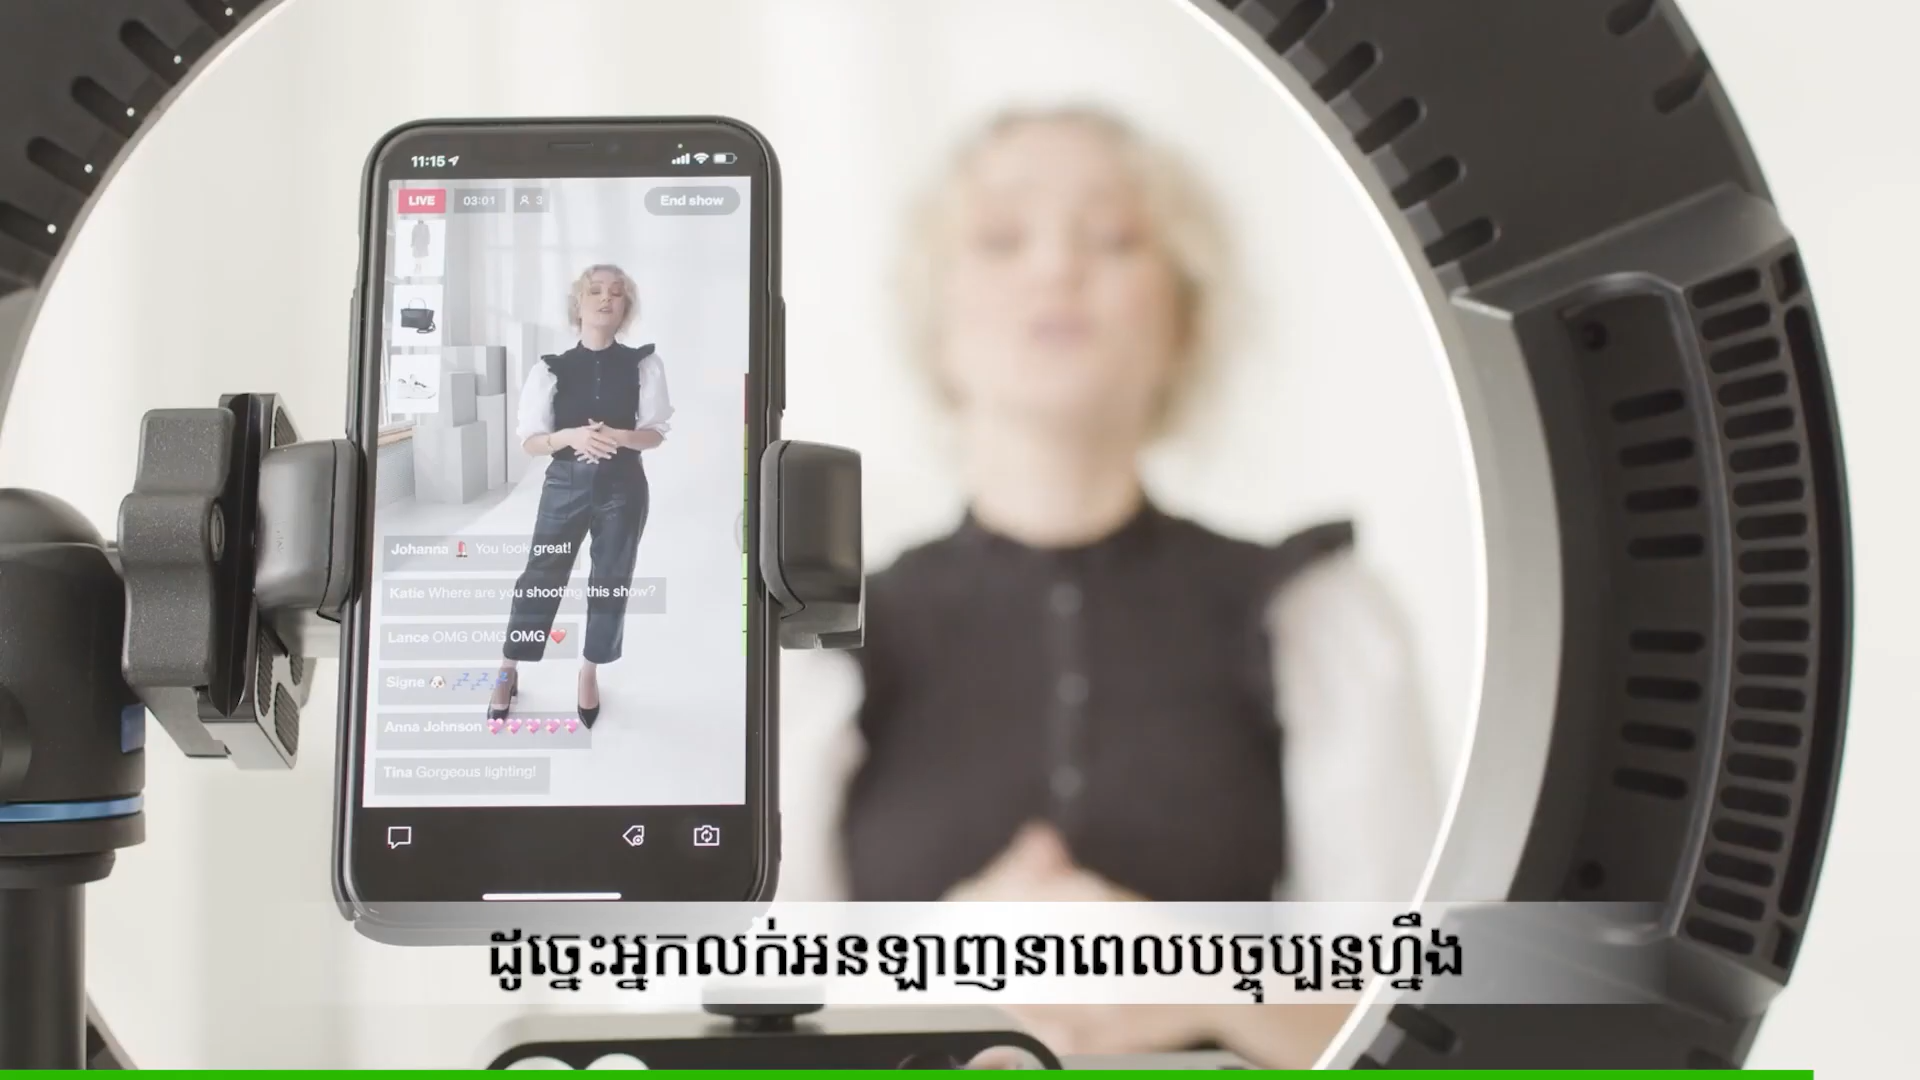 11:15
LIVE 03:01 3 End show
Johanna 💄 You look great!
Katie Where are you shooting this show?
Lance OMG OMG OMG ❤️
Signe 🐶 💤💤💤
Anna Johnson 💖💖💖💖💖
Tina Gorgeous lighting!
ដូច្នេះអ្នកលក់អនឡាញនាពេលបច្ចុប្បន្នហ្នឹង